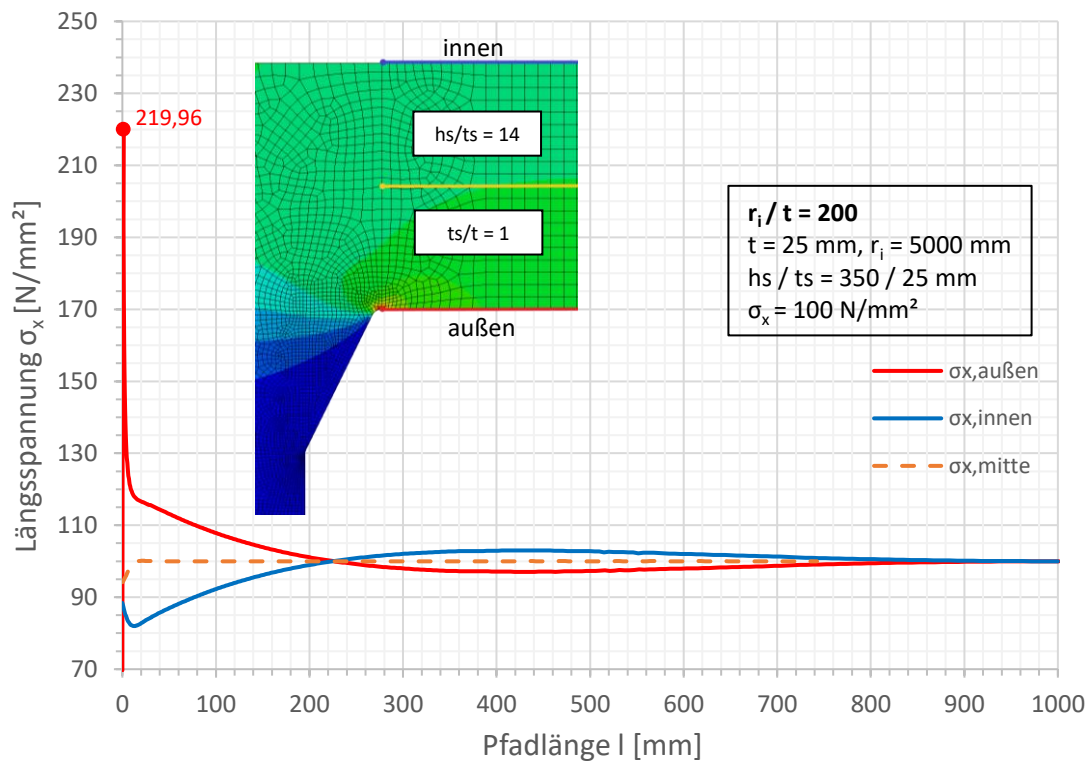 250
230
210
190
170
150
130
110
90
70
Längsspannung σx [N/mm²]
219,96
innen
hs/ts = 14
ts/t = 1
außen
ri / t = 200
t = 25 mm, ri = 5000 mm
hs / ts = 350 / 25 mm
σx = 100 N/mm²
σx,außen
σx,innen
σx,mitte
0 100 200 300 400 500 600 700 800 900 1000
Pfadlänge l [mm]